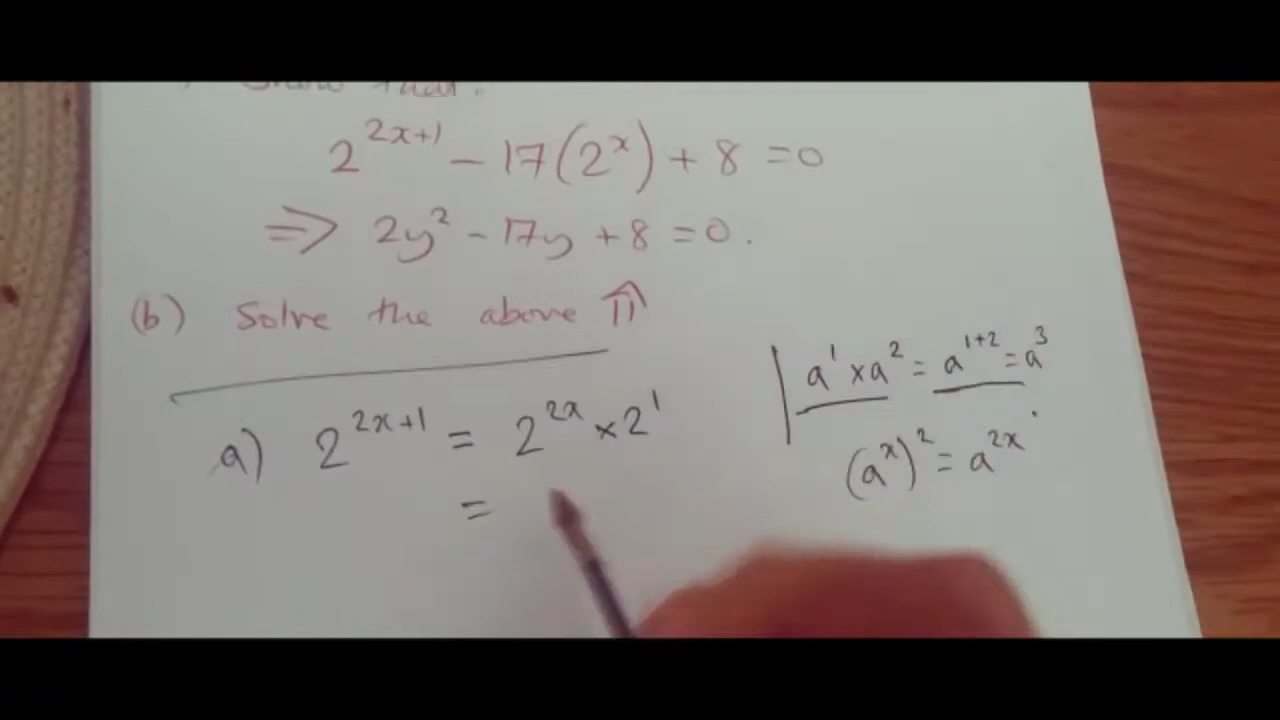 that.
2^{2x+1} - 17(2^x) + 8 = 0
⇒ 2y² - 17y + 8 = 0.
(b) Solve the above ⇑
a) 2^{2x+1} = 2^{2x} × 2^1
=
a^1 × a^2 = a^{1+2} = a^3
(a^x)^2 = a^{2x}